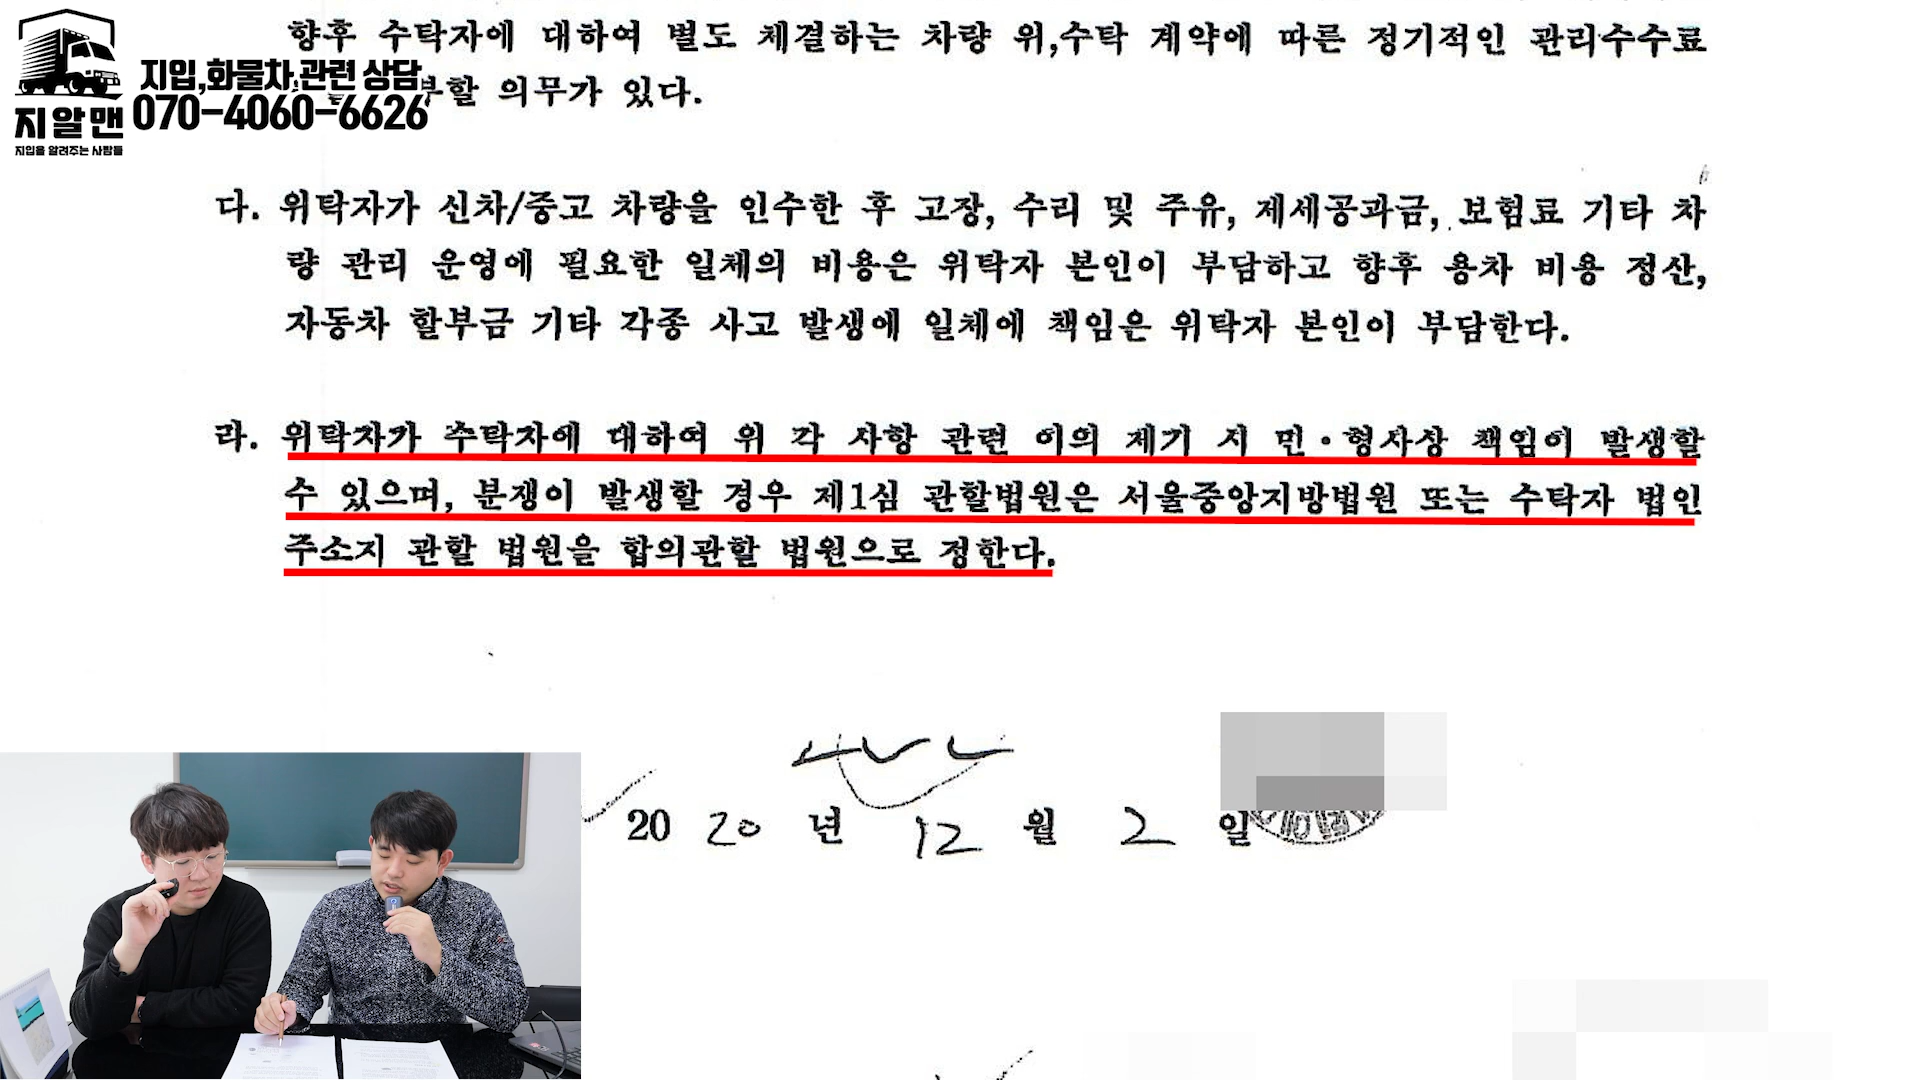 향후 수탁자에 대하여 별도 체결하는 차량 위,수탁 계약에 따른 정기적인 관리수수료
부할 의무가 있다.
지입,화물차,관련 상담
070-4060-6626
지알맨
지입을 알려주는 사람들
다. 위탁자가 신차/중고 차량을 인수한 후 고장, 수리 및 주유, 제세공과금, 보험료 기타 차
량 관리 운영에 필요한 일체의 비용은 위탁자 본인이 부담하고 향후 용차 비용 정산,
자동차 할부금 기타 각종 사고 발생에 일체에 책임은 위탁자 본인이 부담한다.
라. 위탁자가 수탁자에 대하여 위 각 사항 관련 이의 제기 시 민·형사상 책임이 발생할
수 있으며, 분쟁이 발생할 경우 제1심 관할법원은 서울중앙지방법원 또는 수탁자 법인
주소지 관할 법원을 합의관할 법원으로 정한다.
2020년 12월 2일